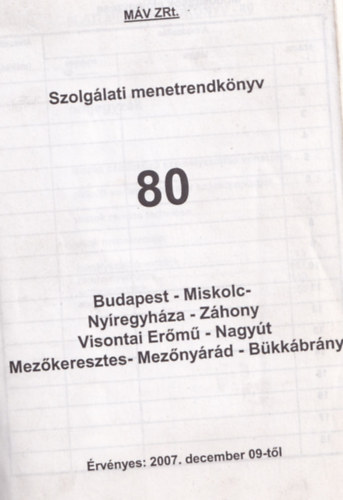 MÁV ZRt.
Szolgálati menetrendkönyv
80
Budapest - Miskolc-
Nyíregyháza - Záhony
Visontai Erőmű - Nagyút
Mezőkeresztes- Mezőnyárád - Bükkábrány
Érvényes: 2007. december 09-től